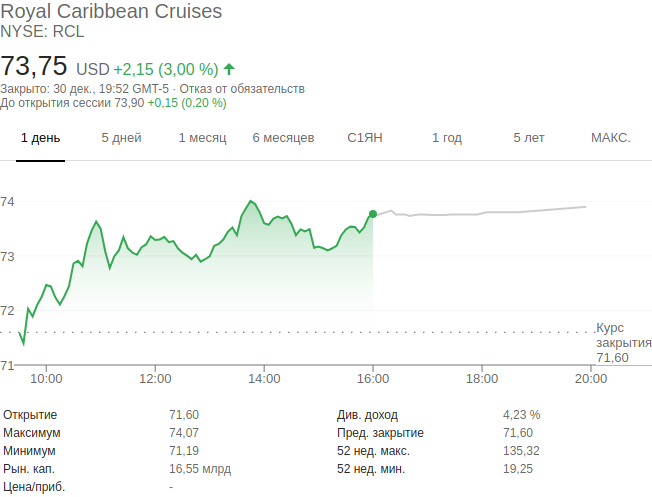 Royal Caribbean Cruises
NYSE: RCL
73,75 USD +2,15 (3,00 %)
Закрыто: 30 дек., 19:52 GMT-5 · Отказ от обязательств
До открытия сессии 73,90 +0,15 (0,20 %)
1 день 5 дней 1 месяц 6 месяцев С1ЯН 1 год 5 лет МАКС.
74
73
72
Курс
закрытия
71,60
71
10:00 12:00 14:00 16:00 18:00 20:00
Открытие 71,60 Див. доход 4,23 %
Максимум 74,07 Пред. закрытие 71,60
Минимум 71,19 52 нед. макс. 135,32
Рын. кап. 16,55 млрд 52 нед. мин. 19,25
Цена/приб. -